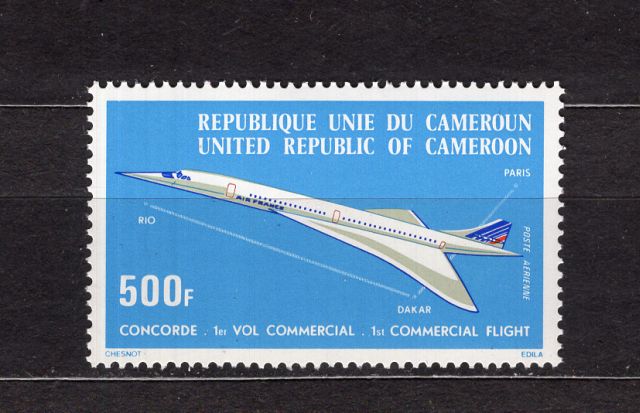 REPUBLIQUE UNIE DU CAMEROUN
UNITED REPUBLIC OF CAMEROON
PARIS
AIR FRANCE
RIO
POSTE AERIENNE
500F
DAKAR
CONCORDE . 1er VOL COMMERCIAL . 1st COMMERCIAL FLIGHT
CHESNOT
EDILA